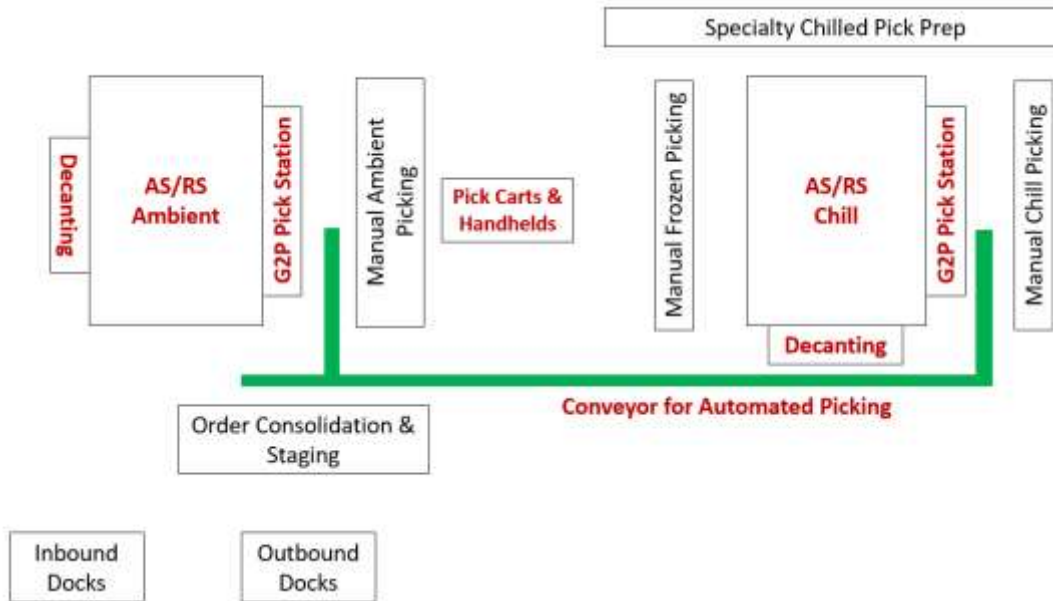 Specialty Chilled Pick Prep
Decanting
AS/RS
Ambient
G2P Pick Station
Manual Ambient
Picking
Pick Carts &
Handhelds
Manual Frozen Picking
AS/RS
Chill
G2P Pick Station
Manual Chill Picking
Decanting
Conveyor for Automated Picking
Order Consolidation &
Staging
Inbound
Docks
Outbound
Docks